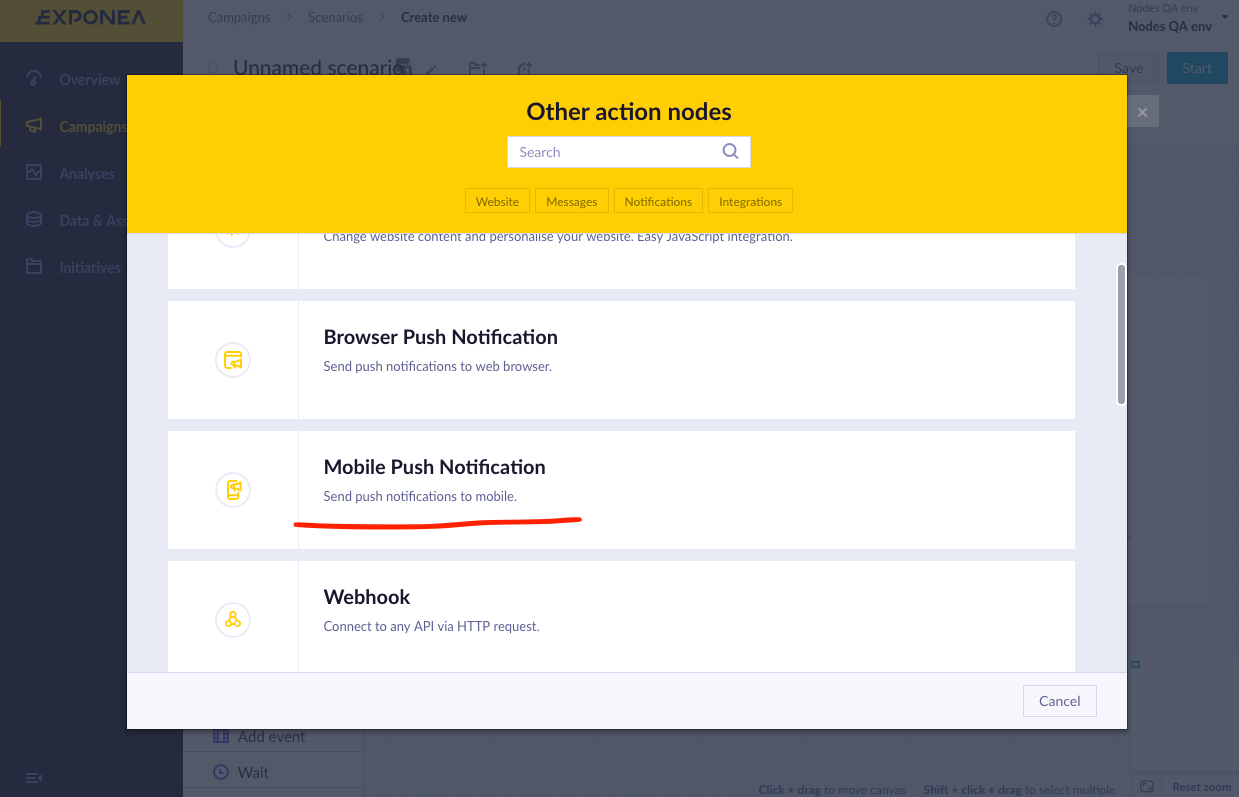 EXPONEA
Campaigns > Scenarios > Create new
Nodes QA env
Nodes QA env
Unnamed scenario
Save
Start
Overview
Campaigns
Analyses
Data & Ass
Initiatives
Other action nodes
Search
Website
Messages
Notifications
Integrations
Change website content and personalise your website. Easy JavaScript integration.
Browser Push Notification
Send push notifications to web browser.
Mobile Push Notification
Send push notifications to mobile.
Webhook
Connect to any API via HTTP request.
Cancel
Add event
Wait
Click + drag to move canvas
Shift + click + drag to select multiple
Reset zoom